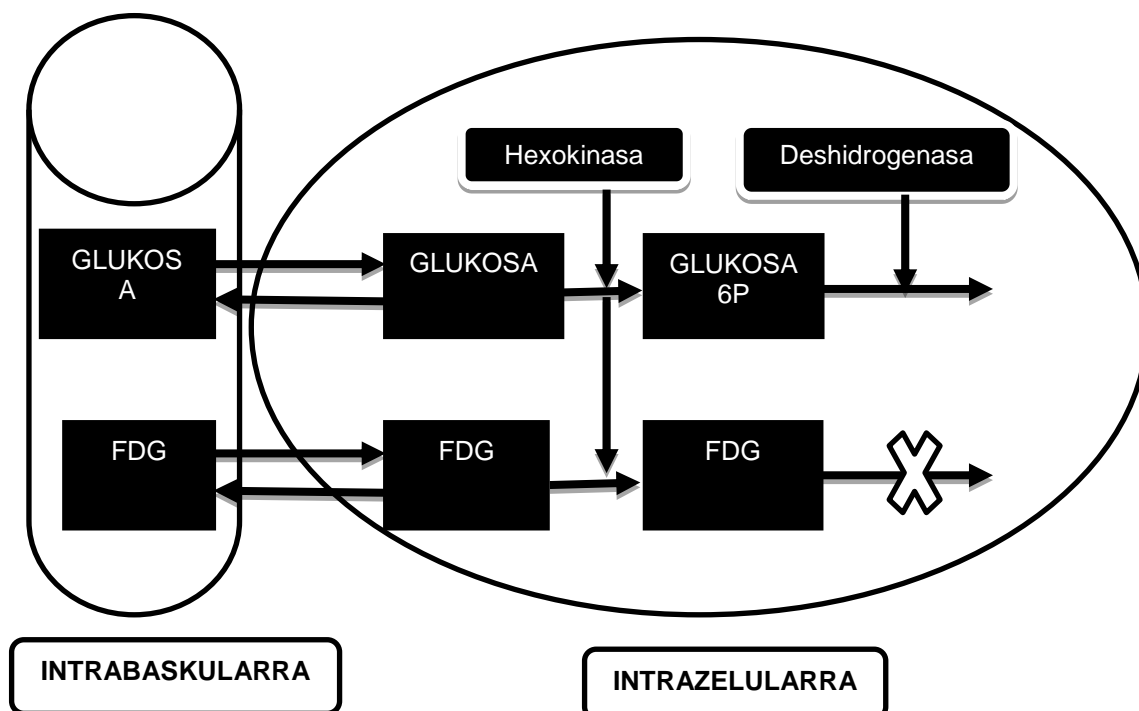 Hexokinasa
Deshidrogenasa
GLUKOS
A
GLUKOSA
GLUKOSA
6P
FDG
FDG
FDG
INTRABASKULARRA
INTRAZELULARRA